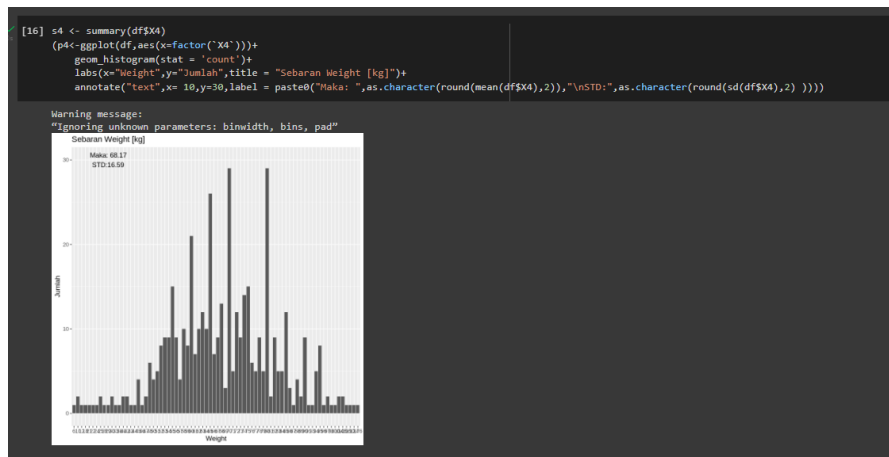 [16] s4 <- summary(df$X4)
(p4<-ggplot(df,aes(x=factor(`X4`)))+
geom_histogram(stat = 'count')+
labs(x="Weight",y="Jumlah",title = "Sebaran Weight [kg]")+
annotate("text",x= 10,y=30,label = paste0("Maka: ",as.character(round(mean(df$X4),2)),"\nSTD:",as.character(round(sd(df$X4),2) ))))
Warning message:
“Ignoring unknown parameters: binwidth, bins, pad”
Sebaran Weight [kg]
Maka: 68.17
STD:16.59
30
20
10
0
Jumlah
Weight